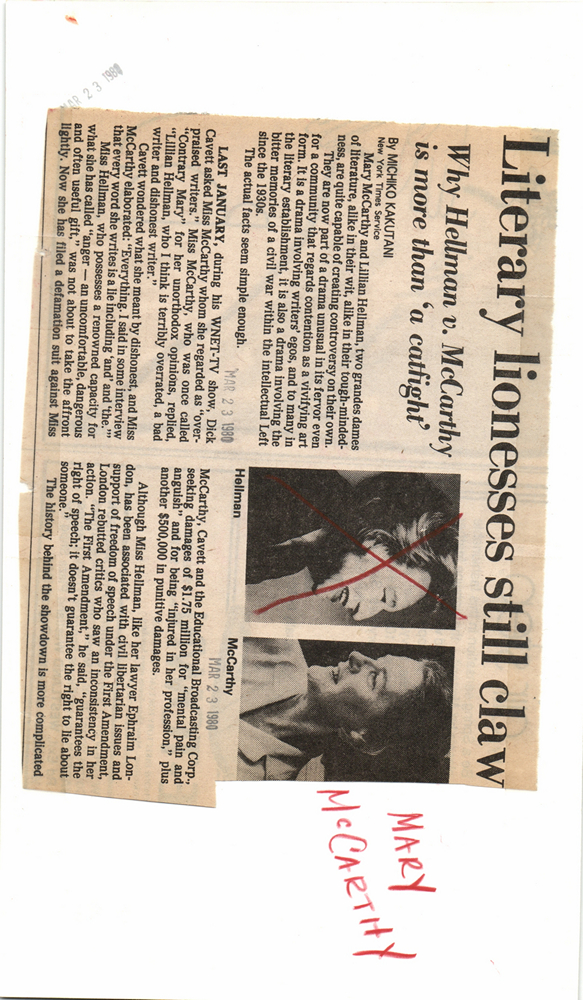 Literary lionesses still claw
Why Hellman v. McCarthy
is more than ‘a catfight’
By MICHIKO KAKUTANI
New York Times Service
Mary McCarthy and Lillian Hellman, two grandes dames
of literature, alike in their wit, alike in their tough-minded-
ness, are quite capable of creating controversy on their own.
They are now part of a drama unusual in its fervor even
for a community that regards contention as a vivifying art
form. It is a drama involving writers' egos, and to many in
the literary establishment, it is also a drama involving the
bitter memories of a civil war within the intellectual Left
since the 1930s.
The actual facts seem simple enough.
LAST JANUARY, during his WNET-TV show, Dick
Cavett asked Miss McCarthy whom she regarded as "over-
praised writers." Miss McCarthy, who was once called
"Contrary Mary" for her unorthodox opinions, replied,
"Lillian Hellman, who I think is terribly overrated, a bad
writer and dishonest writer."
Cavett wondered what she meant by dishonest, and Miss
McCarthy elaborated: "Everything. I said in some interview
that every word she writes is a lie including 'and' and 'the.'"
Miss Hellman, who possesses a renowned capacity for
what she has called "anger — an uncomfortable, dangerous
and often useful gift," was not about to take the affront
lightly. Now she has filed a defamation suit against Miss
Hellman
McCarthy
McCarthy, Cavett and the Educational Broadcasting Corp.,
seeking damages of $1.75 million for "mental pain and
anguish" and for being "injured in her profession," plus
another $500,000 in punitive damages.
Although Miss Hellman, like her lawyer Ephraim Lon-
don, has been associated with civil libertarian issues and
support of freedom of speech under the First Amendment,
London rebutted critics who saw an inconsistency in her
action. "The First Amendment," he said, "guarantees the
right of speech; it doesn't guarantee the right to lie about
someone."
The history behind the showdown is more complicated
MAR 23 1980
MAR 23 1980
MAR 23 1980
MARY
McCARTHY